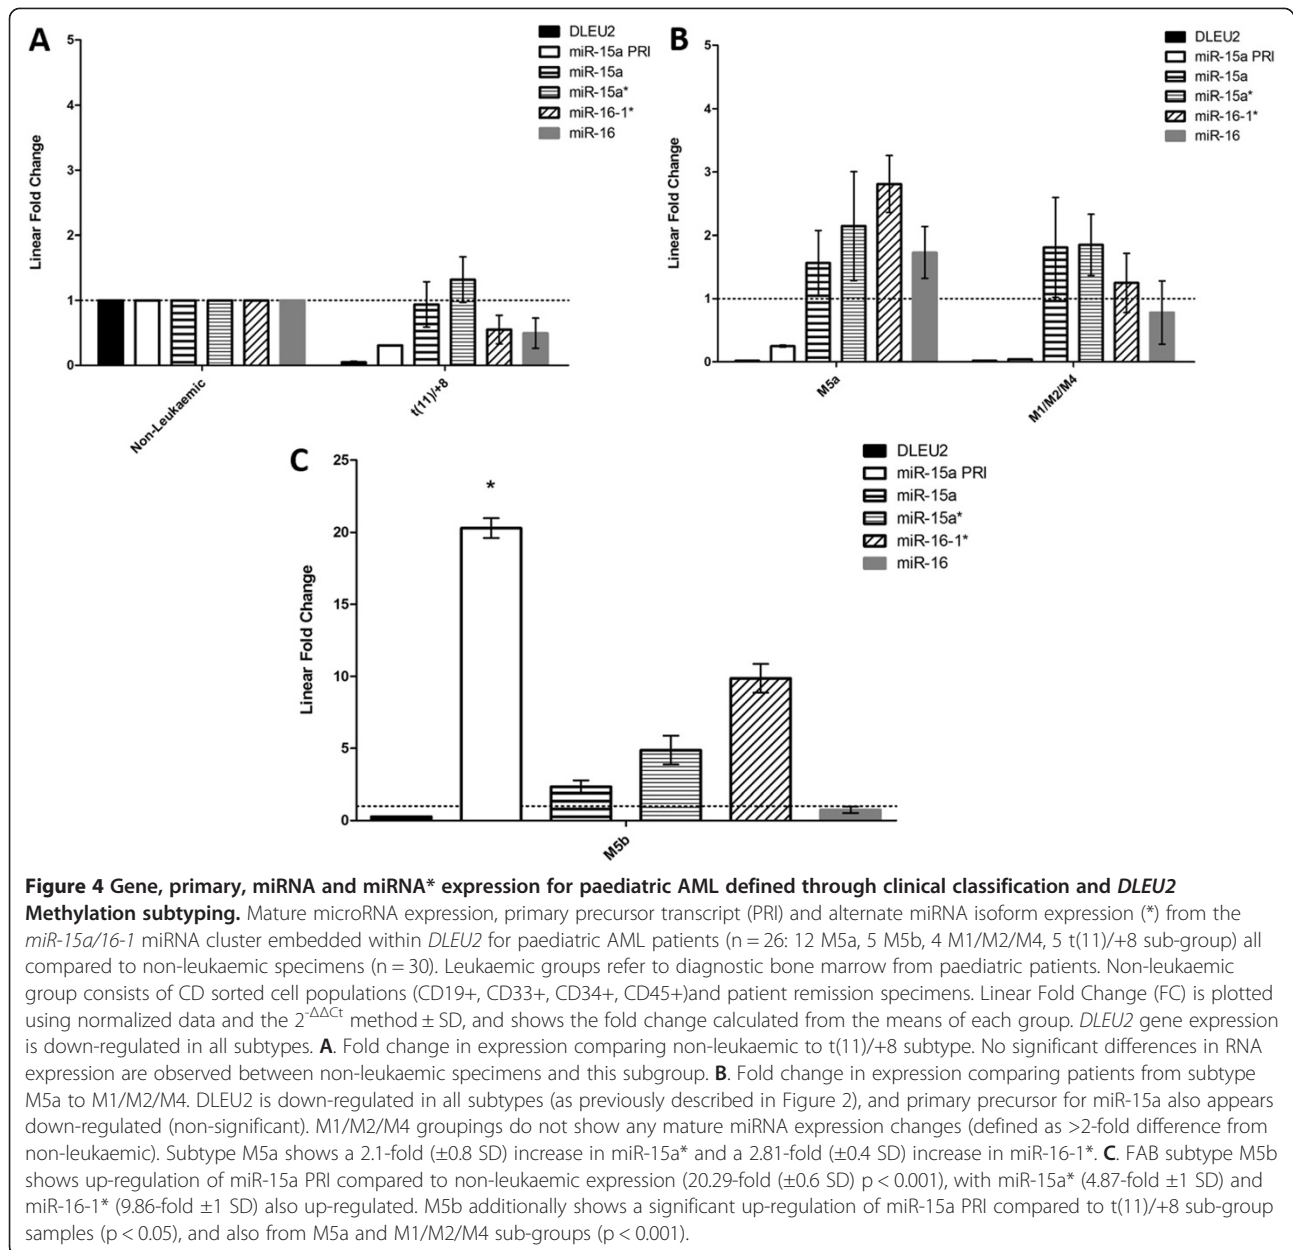 A
5
4
3
2
1
0
Linear Fold Change
Non-Leukaemic
t(11)/+8
DLEU2
miR-15a PRI
miR-15a
miR-15a*
miR-16-1*
miR-16
B
5
4
3
2
1
0
Linear Fold Change
M5a
M1/M2/M4
DLEU2
miR-15a PRI
miR-15a
miR-15a*
miR-16-1*
miR-16
C
25
20
15
10
5
0
Linear Fold Change
*
M5b
DLEU2
miR-15a PRI
miR-15a
miR-15a*
miR-16-1*
miR-16
Figure 4 Gene, primary, miRNA and miRNA* expression for paediatric AML defined through clinical classification and DLEU2
Methylation subtyping. Mature microRNA expression, primary precursor transcript (PRI) and alternate miRNA isoform expression (*) from the
miR-15a/16-1 miRNA cluster embedded within DLEU2 for paediatric AML patients (n = 26: 12 M5a, 5 M5b, 4 M1/M2/M4, 5 t(11)/+8 sub-group) all
compared to non-leukaemic specimens (n = 30). Leukaemic groups refer to diagnostic bone marrow from paediatric patients. Non-leukaemic
group consists of CD sorted cell populations (CD19+, CD33+, CD34+, CD45+)and patient remission specimens. Linear Fold Change (FC) is plotted
using normalized data and the 2-ΔΔCt method ± SD, and shows the fold change calculated from the means of each group. DLEU2 gene expression
is down-regulated in all subtypes. A. Fold change in expression comparing non-leukaemic to t(11)/+8 subtype. No significant differences in RNA
expression are observed between non-leukaemic specimens and this subgroup. B. Fold change in expression comparing patients from subtype
M5a to M1/M2/M4. DLEU2 is down-regulated in all subtypes (as previously described in Figure 2), and primary precursor for miR-15a also appears
down-regulated (non-significant). M1/M2/M4 groupings do not show any mature miRNA expression changes (defined as >2-fold difference from
non-leukaemic). Subtype M5a shows a 2.1-fold (±0.8 SD) increase in miR-15a* and a 2.81-fold (±0.4 SD) increase in miR-16-1*. C. FAB subtype M5b
shows up-regulation of miR-15a PRI compared to non-leukaemic expression (20.29-fold (±0.6 SD) p < 0.001), with miR-15a* (4.87-fold ±1 SD) and
miR-16-1* (9.86-fold ±1 SD) also up-regulated. M5b additionally shows a significant up-regulation of miR-15a PRI compared to t(11)/+8 sub-group
samples (p < 0.05), and also from M5a and M1/M2/M4 sub-groups (p < 0.001).